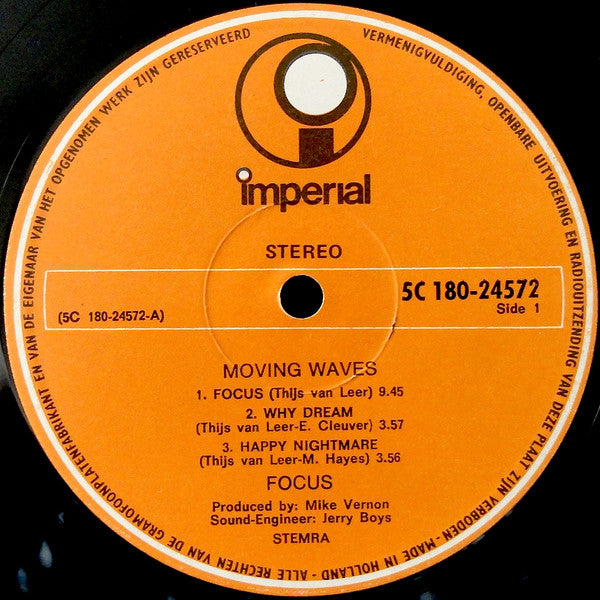 imperial
STEREO
5C 180-24572
Side 1
(5C 180-24572-A)
MOVING WAVES
1. FOCUS (Thijs van Leer) 9.45
2. WHY DREAM
(Thijs van Leer-E. Cleuver) 3.57
3. HAPPY NIGHTMARE
(Thijs van Leer-M. Hayes) 3.56
FOCUS
Produced by: Mike Vernon
Sound-Engineer: Jerry Boys
STEMRA
ALLE RECHTEN VAN DE GRAMOFOONPLATENFABRIKANT EN VAN DE EIGENAAR VAN HET OPGENOMEN WERK ZIJN GERESERVEERD
VERMENIGVULDIGING, OPENBARE UITVOERING EN RADIOUITZENDING VAN DEZE PLAAT ZIJN VERBODEN - MADE IN HOLLAND -